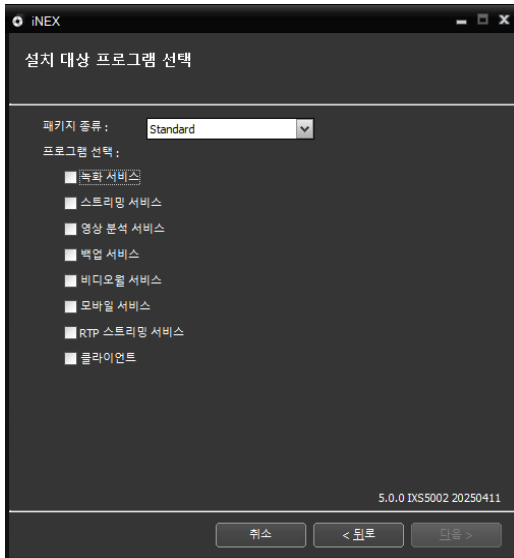 iNEX
설치 대상 프로그램 선택
패키지 종류 : Standard
프로그램 선택 :
녹화 서비스
스트리밍 서비스
영상 분석 서비스
백업 서비스
비디오월 서비스
모바일 서비스
RTP 스트리밍 서비스
클라이언트
5.0.0 IXS5002 20250411
취소 < 뒤로 다음 >